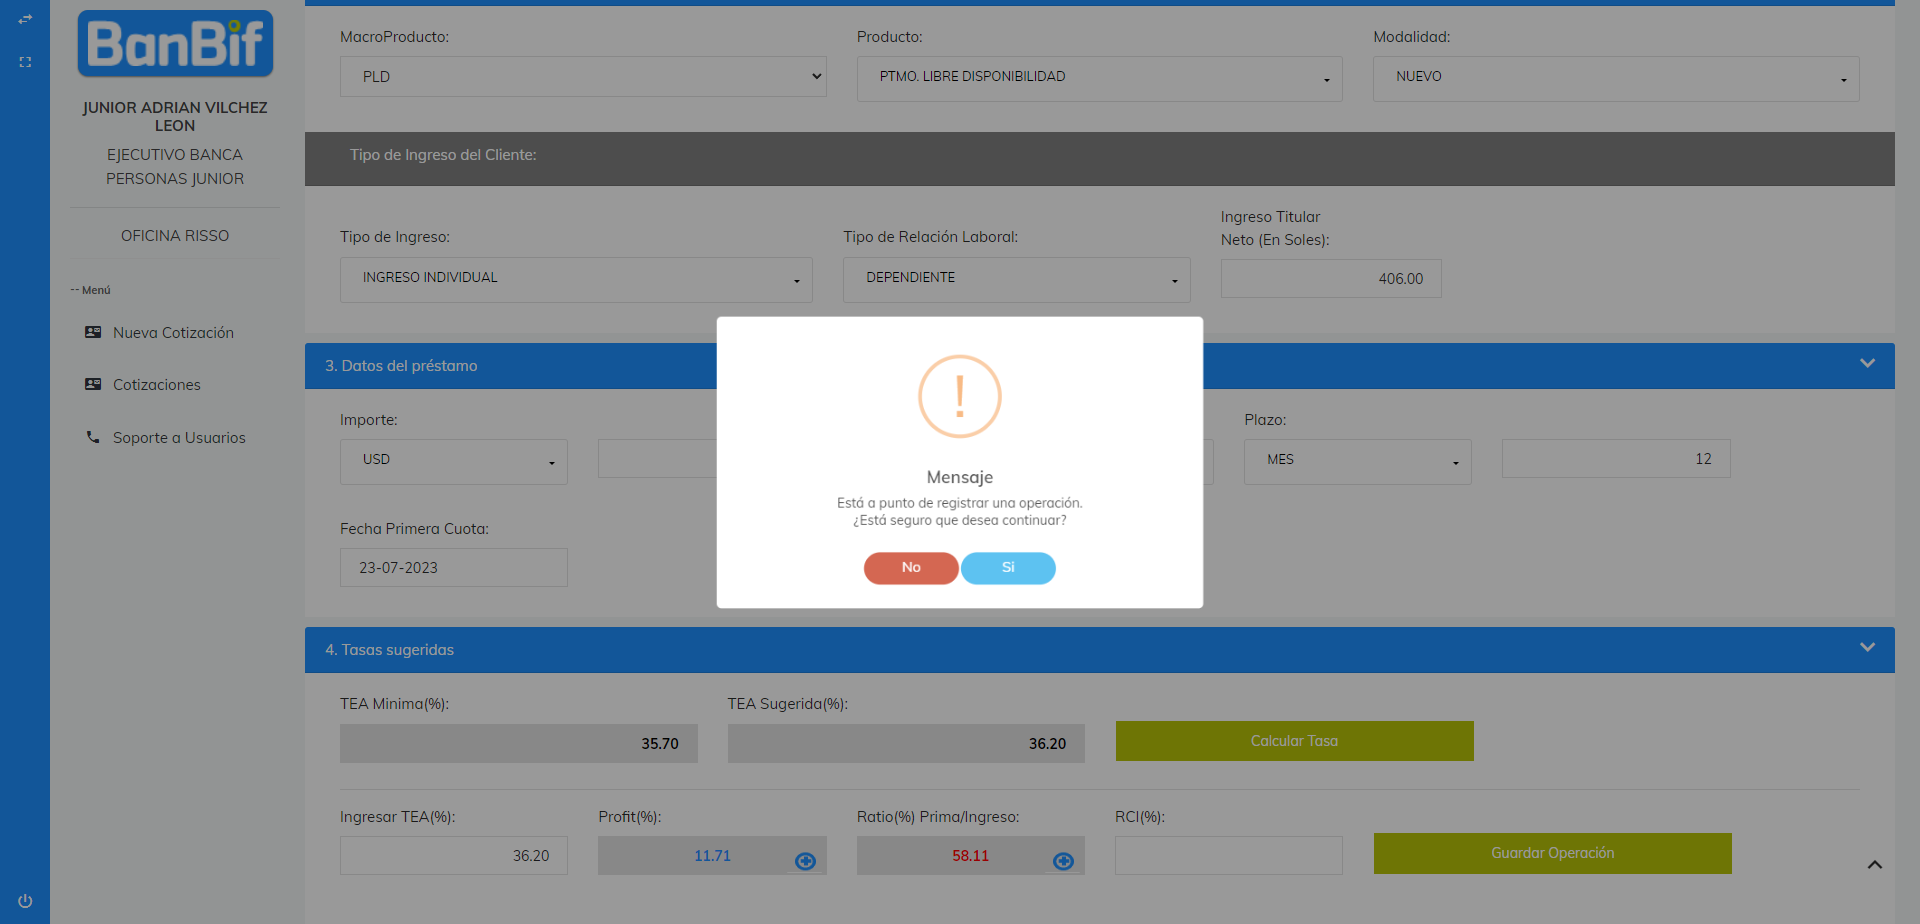 BanBif
JUNIOR ADRIAN VILCHEZ
LEON
EJECUTIVO BANCA
PERSONAS JUNIOR
OFICINA RISSO
-- Menú
Nueva Cotización
Cotizaciones
Soporte a Usuarios
MacroProducto:
Producto:
Modalidad:
PLD
PTMO. LIBRE DISPONIBILIDAD
NUEVO
Tipo de Ingreso del Cliente:
Tipo de Ingreso:
Tipo de Relación Laboral:
Ingreso Titular
Neto (En Soles):
INGRESO INDIVIDUAL
DEPENDIENTE
406.00
3. Datos del préstamo
Importe:
Plazo:
USD
MES
12
Fecha Primera Cuota:
23-07-2023
Mensaje
Está a punto de registrar una operación.
¿Está seguro que desea continuar?
No
Si
4. Tasas sugeridas
TEA Minima(%):
TEA Sugerida(%):
35.70
36.20
Calcular Tasa
Ingresar TEA(%):
Profit(%):
Ratio(%) Prima/Ingreso:
RCI(%):
36.20
11.71
58.11
Guardar Operación